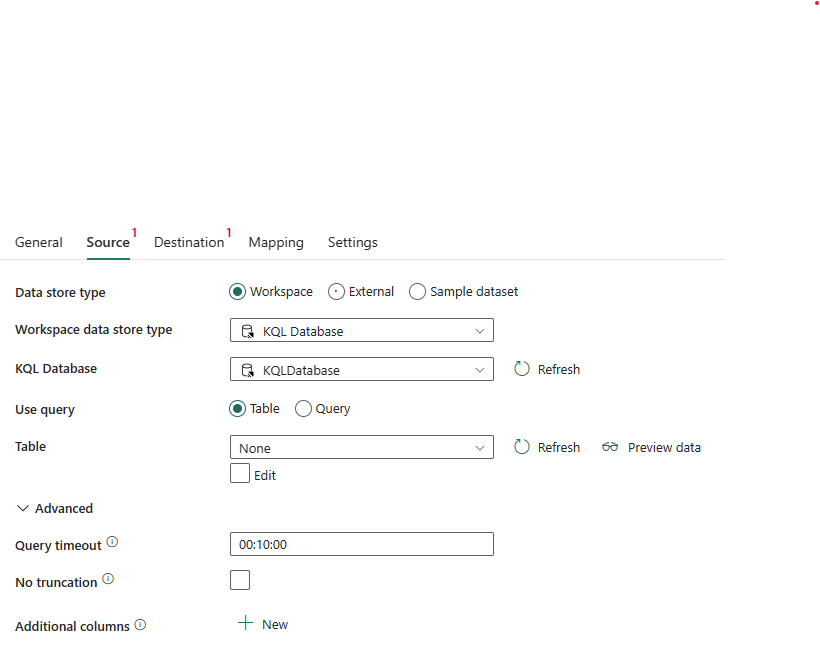 General Source 1 Destination 1 Mapping Settings
Data store type Workspace External Sample dataset
Workspace data store type KQL Database
KQL Database KQLDatabase Refresh
Use query Table Query
Table None Refresh Preview data
Edit
Advanced
Query timeout 00:10:00
No truncation
Additional columns New